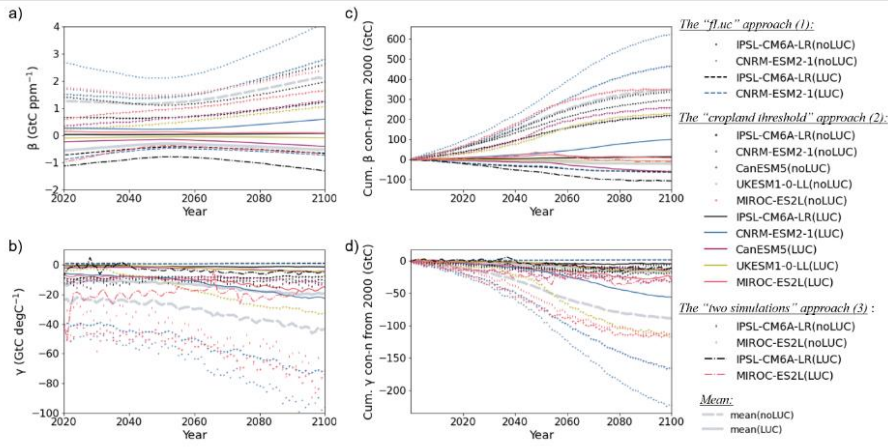 a)
4
3
2
1
0
−1
−2
2020
2040
2060
2080
2100
Year
β (GtC ppm⁻¹)
c)
600
500
400
300
200
100
0
−100
2020
2040
2060
2080
2100
Year
Cum. β con-n from 2000 (GtC)
b)
0
−20
−40
−60
−80
−100
2020
2040
2060
2080
2100
Year
γ (GtC degC⁻¹)
d)
0
−50
−100
−150
−200
2020
2040
2060
2080
2100
Year
Cum. γ con-n from 2000 (GtC)
The “fLuc” approach (1):
IPSL-CM6A-LR(noLUC)
CNRM-ESM2-1(noLUC)
IPSL-CM6A-LR(LUC)
CNRM-ESM2-1(LUC)
The “cropland threshold” approach (2):
IPSL-CM6A-LR(noLUC)
CNRM-ESM2-1(noLUC)
CanESM5(noLUC)
UKESM1-0-LL(noLUC)
MIROC-ES2L(noLUC)
IPSL-CM6A-LR(LUC)
CNRM-ESM2-1(LUC)
CanESM5(LUC)
UKESM1-0-LL(LUC)
MIROC-ES2L(LUC)
The “two simulations” approach (3) :
IPSL-CM6A-LR(noLUC)
MIROC-ES2L(noLUC)
IPSL-CM6A-LR(LUC)
MIROC-ES2L(LUC)
Mean:
mean(noLUC)
mean(LUC)